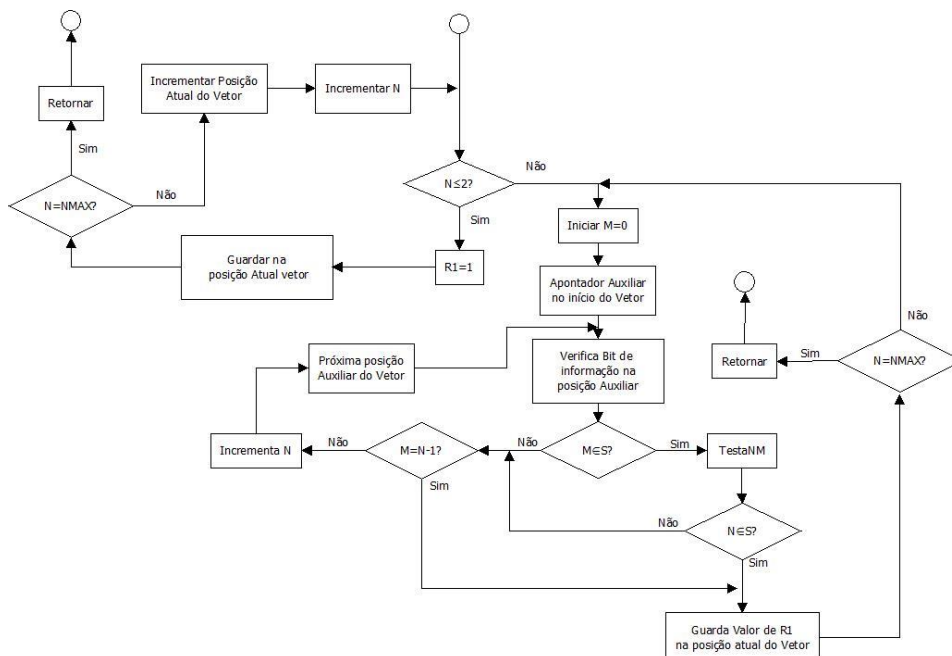 Incrementar Posição
Atual do Vetor
Incrementar N
Retornar
Sim
Não
N=NMAX?
N≤2?
Não
Sim
Iniciar M=0
Guardar na
posição Atual vetor
R1=1
Apontador Auxiliar
no início do Vetor
Não
Próxima posição
Auxiliar do Vetor
Verifica Bit de
informação na
posição Auxiliar
Retornar
Sim
N=NMAX?
Incrementa N
Não
M=N-1?
Não
M∈S?
Sim
TestaNM
Sim
Não
N∈S?
Sim
Guarda Valor de R1
na posição atual do Vetor